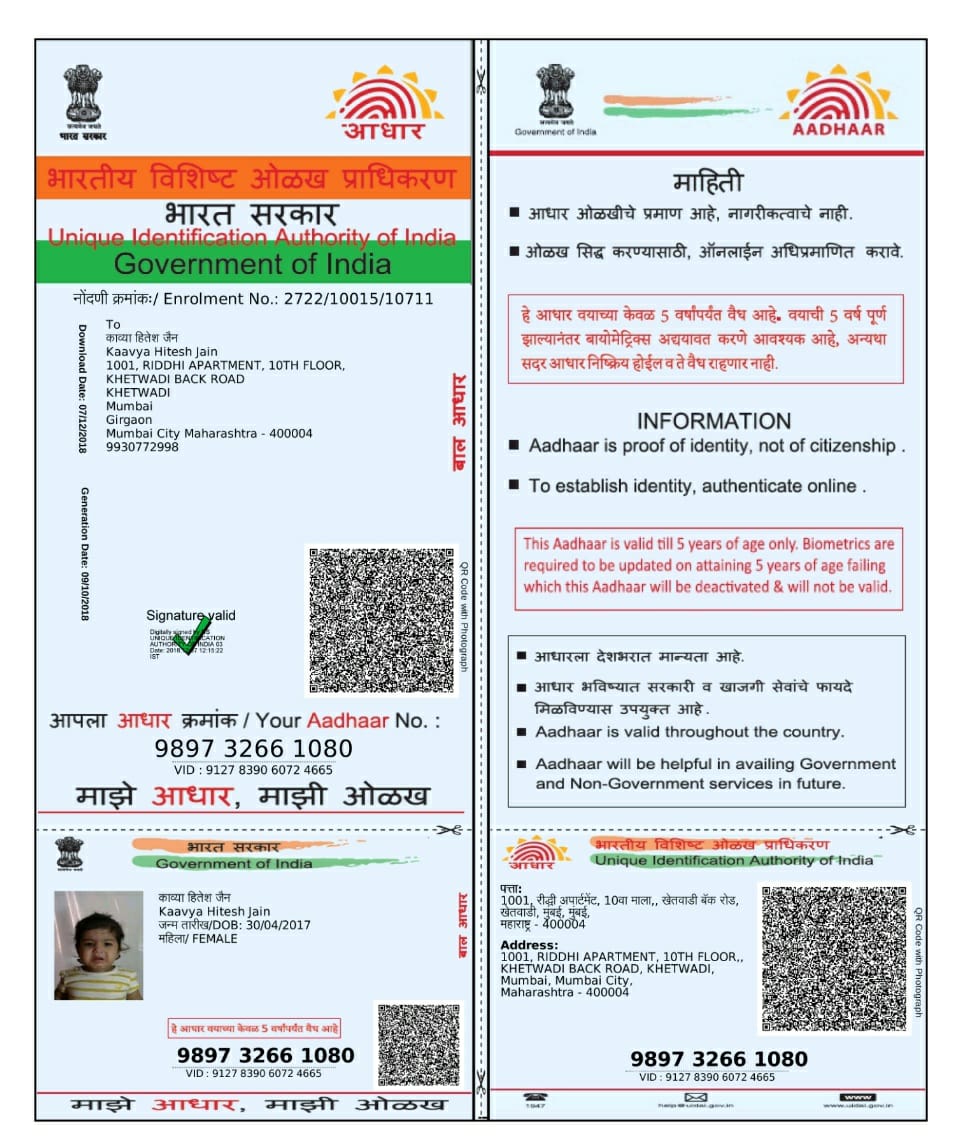 सत्यमेव जयते
भारत सरकार
आधार
भारतीय विशिष्ट ओळख प्राधिकरण
भारत सरकार
Unique Identification Authority of India
Government of India
नोंदणी क्रमांकः/ Enrolment No.: 2722/10015/10711
Download Date: 07/12/2018
Generation Date: 09/10/2018
To
काव्या हितेश जैन
Kaavya Hitesh Jain
1001, RIDDHI APARTMENT, 10TH FLOOR,
KHETWADI BACK ROAD
KHETWADI
Mumbai
Girgaon
Mumbai City Maharashtra - 400004
9930772998
बाल आधार
QR Code with Photograph
Signature valid
Digitally signed by DS
UNIQUE IDENTIFICATION
AUTHORITY OF INDIA 03
12:15:22
IST
आपला आधार क्रमांक / Your Aadhaar No. :
9897 3266 1080
VID : 9127 8390 6072 4665
माझे आधार, माझी ओळख
सत्यमेव जयते
Government of India
AADHAAR
माहिती
■ आधार ओळखीचे प्रमाण आहे, नागरीकत्वाचे नाही.
■ ओळख सिद्ध करण्यासाठी, ऑनलाईन अधिप्रमाणित करावे.
हे आधार वयाच्या केवळ 5 वर्षांपर्यंत वैध आहे. वयाची 5 वर्ष पूर्ण
झाल्यानंतर बायोमेट्रिक्स अद्ययावत करणे आवश्यक आहे, अन्यथा
सदर आधार निष्क्रिय होईल व ते वैध राहणार नाही.
INFORMATION
■ Aadhaar is proof of identity, not of citizenship .
■ To establish identity, authenticate online .
This Aadhaar is valid till 5 years of age only. Biometrics are
required to be updated on attaining 5 years of age failing
which this Aadhaar will be deactivated & will not be valid.
■ आधारला देशभरात मान्यता आहे.
■ आधार भविष्यात सरकारी व खाजगी सेवांचे फायदे
मिळविण्यास उपयुक्त आहे .
■ Aadhaar is valid throughout the country.
■ Aadhaar will be helpful in availing Government
and Non-Government services in future.
भारत सरकार
Government of India
काव्या हितेश जैन
Kaavya Hitesh Jain
जन्म तारीख/DOB: 30/04/2017
महिला/ FEMALE
बाल आधार
हे आधार वयाच्या केवळ 5 वर्षांपर्यंत वैध आहे
9897 3266 1080
VID : 9127 8390 6072 4665
माझे आधार, माझी ओळख
आधार
भारतीय विशिष्ट ओळख प्राधिकरण
Unique Identification Authority of India
पत्ता:
1001, रीद्धी अपार्टमेंट, 10वा माला,, खेतवाडी बॅक रोड,
खेतवाडी, मुंबई, मुंबई,
महाराष्ट्र - 400004
Address:
1001, RIDDHI APARTMENT, 10TH FLOOR,,
KHETWADI BACK ROAD, KHETWADI,
Mumbai, Mumbai City,
Maharashtra - 400004
QR Code with Photograph
9897 3266 1080
VID : 9127 8390 6072 4665
1947
help@uidai.gov.in
www
www.uidai.gov.in